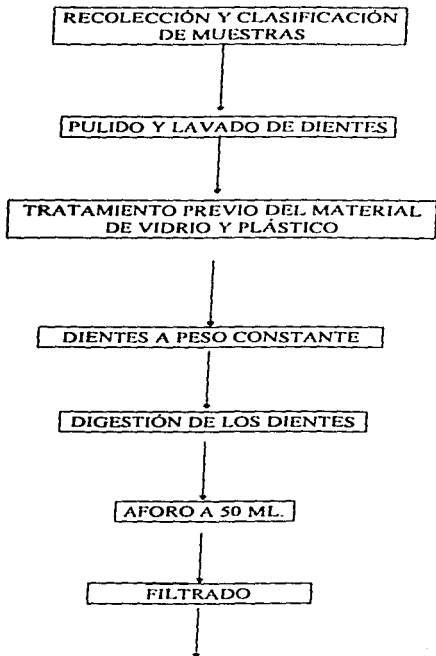 RECOLECCIÓN Y CLASIFICACIÓN
DE MUESTRAS
PULIDO Y LAVADO DE DIENTES
TRATAMIENTO PREVIO DEL MATERIAL
DE VIDRIO Y PLÁSTICO
DIENTES A PESO CONSTANTE
DIGESTIÓN DE LOS DIENTES
AFORO A 50 ML.
FILTRADO